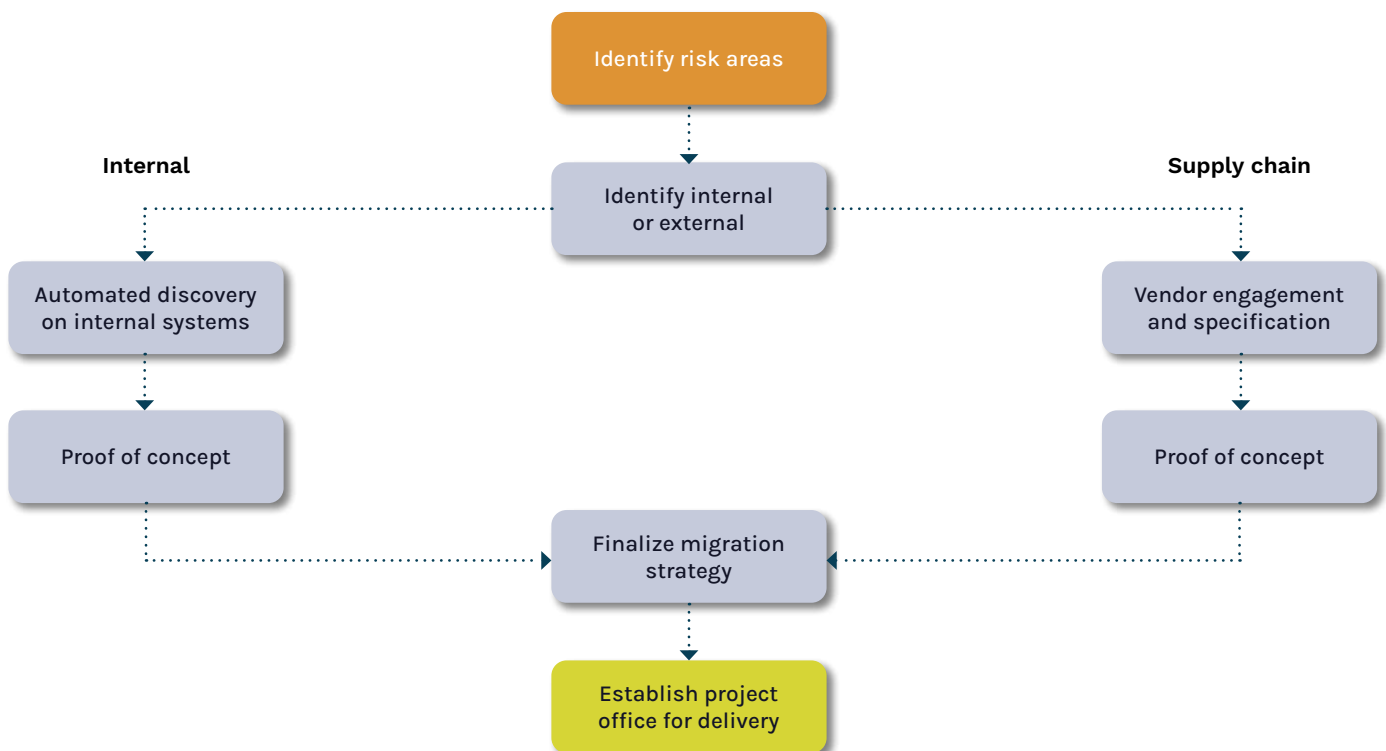 Identify risk areas
Internal
Supply chain
Identify internal
or external
Automated discovery
on internal systems
Vendor engagement
and specification
Proof of concept
Proof of concept
Finalize migration
strategy
Establish project
office for delivery